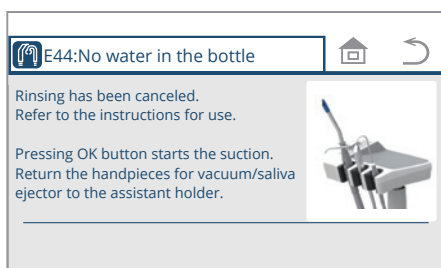 E44:No water in the bottle
Rinsing has been canceled.
Refer to the instructions for use.
Pressing OK button starts the suction.
Return the handpieces for vacuum/saliva
ejector to the assistant holder.